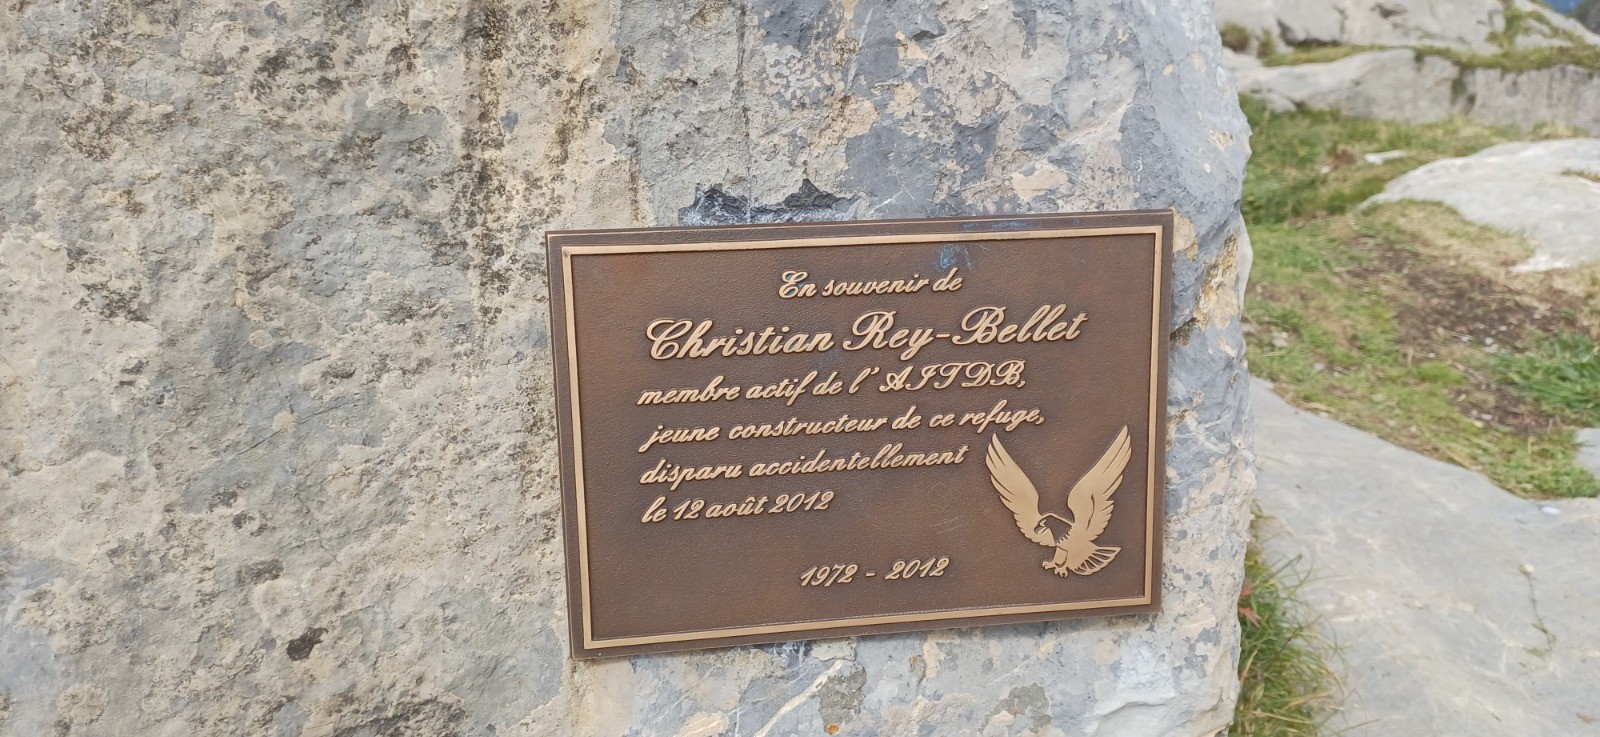 En souvenir de
Christian Rey-Bellet
membre actif de l'AITDB,
jeune constructeur de ce refuge,
disparu accidentellement
le 12 août 2012
1972 - 2012